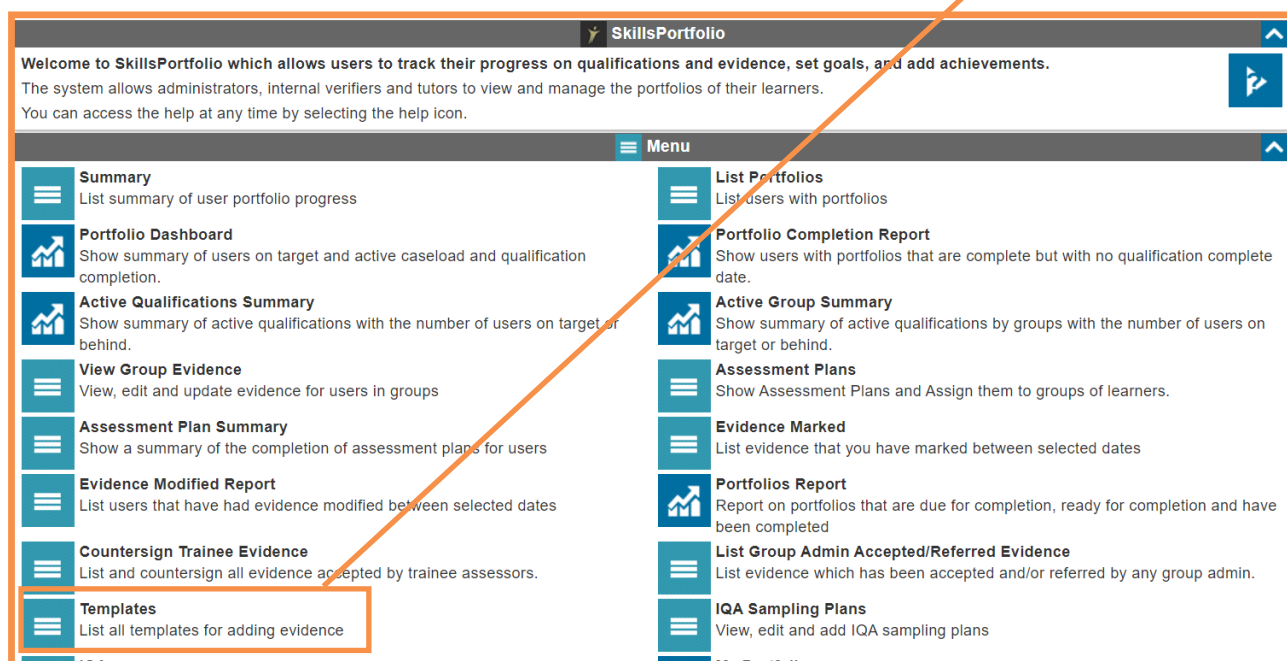 SkillsPortfolio
Welcome to SkillsPortfolio which allows users to track their progress on qualifications and evidence, set goals, and add achievements.
The system allows administrators, internal verifiers and tutors to view and manage the portfolios of their learners.
You can access the help at any time by selecting the help icon.
Menu
Summary
List summary of user portfolio progress
List Portfolios
List users with portfolios
Portfolio Dashboard
Show summary of users on target and active caseload and qualification
completion.
Portfolio Completion Report
Show users with portfolios that are complete but with no qualification complete
date.
Active Qualifications Summary
Show summary of active qualifications with the number of users on target or
behind.
Active Group Summary
Show summary of active qualifications by groups with the number of users on
target or behind.
View Group Evidence
View, edit and update evidence for users in groups
Assessment Plans
Show Assessment Plans and Assign them to groups of learners.
Assessment Plan Summary
Show a summary of the completion of assessment plans for users
Evidence Marked
List evidence that you have marked between selected dates
Evidence Modified Report
List users that have had evidence modified between selected dates
Portfolios Report
Report on portfolios that are due for completion, ready for completion and have
been completed
Countersign Trainee Evidence
List and countersign all evidence accepted by trainee assessors.
List Group Admin Accepted/Referred Evidence
List evidence which has been accepted and/or referred by any group admin.
Templates
List all templates for adding evidence
IQA Sampling Plans
View, edit and add IQA sampling plans